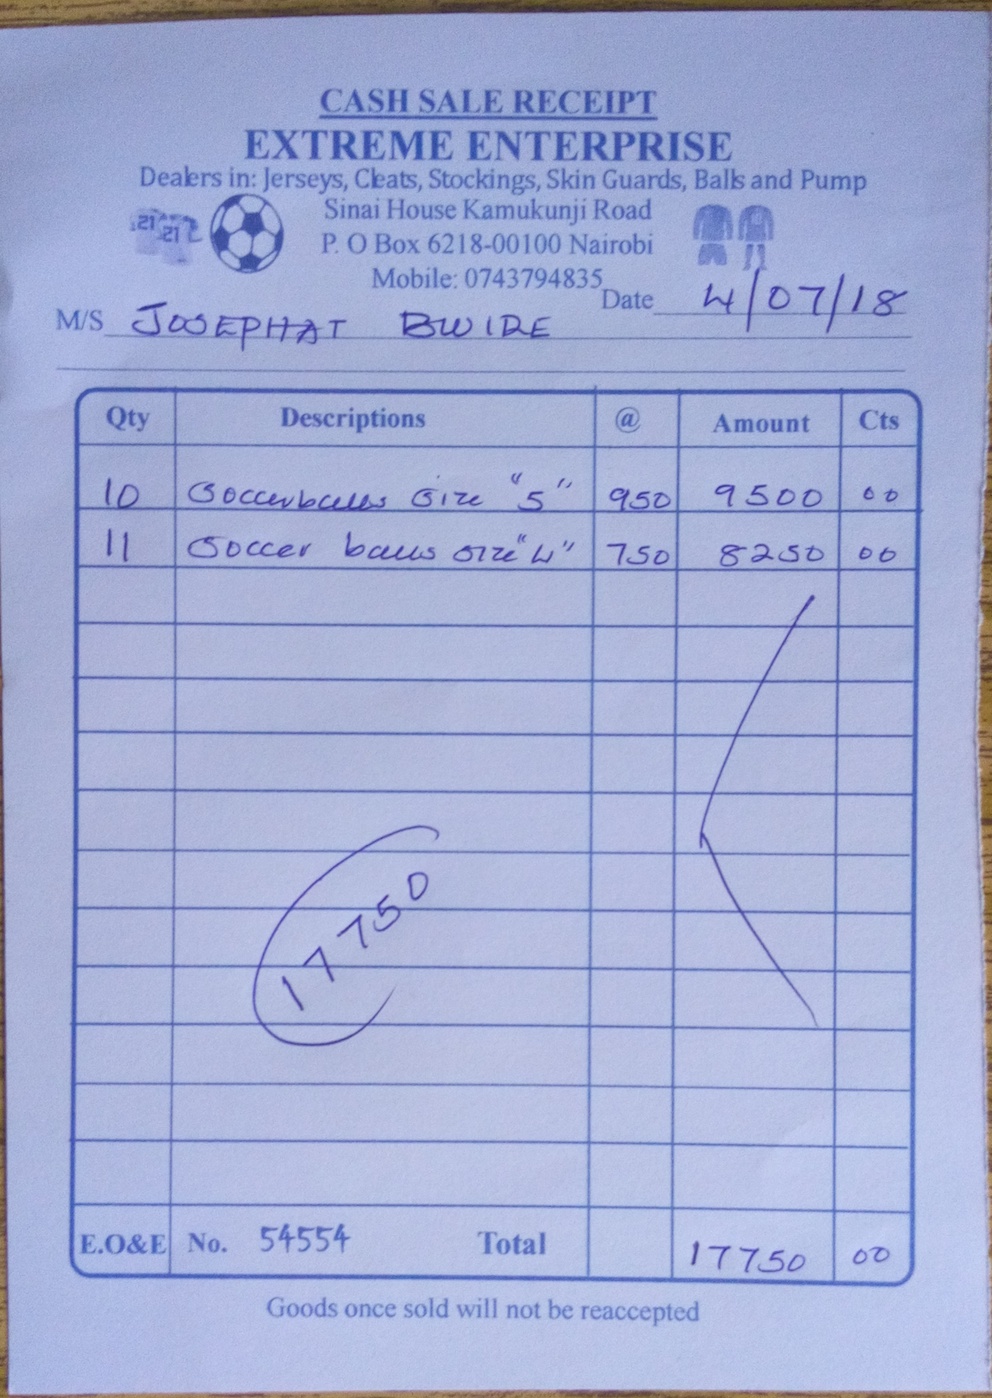 CASH SALE RECEIPT
EXTREME ENTERPRISE
Dealers in: Jerseys, Cleats, Stockings, Skin Guards, Balls and Pump
Sinai House Kamukunji Road
P. O Box 6218-00100 Nairobi
Mobile: 0743794835
Date 4/07/18
M/S JOSEPHAT BWIRE
Qty Descriptions @ Amount Cts
10 Soccerballs Size "5" 950 9500 00
11 Soccer balls size "4" 750 8250 00
17750
E.O&E No. 54554 Total 17750 00
Goods once sold will not be reaccepted
21 21